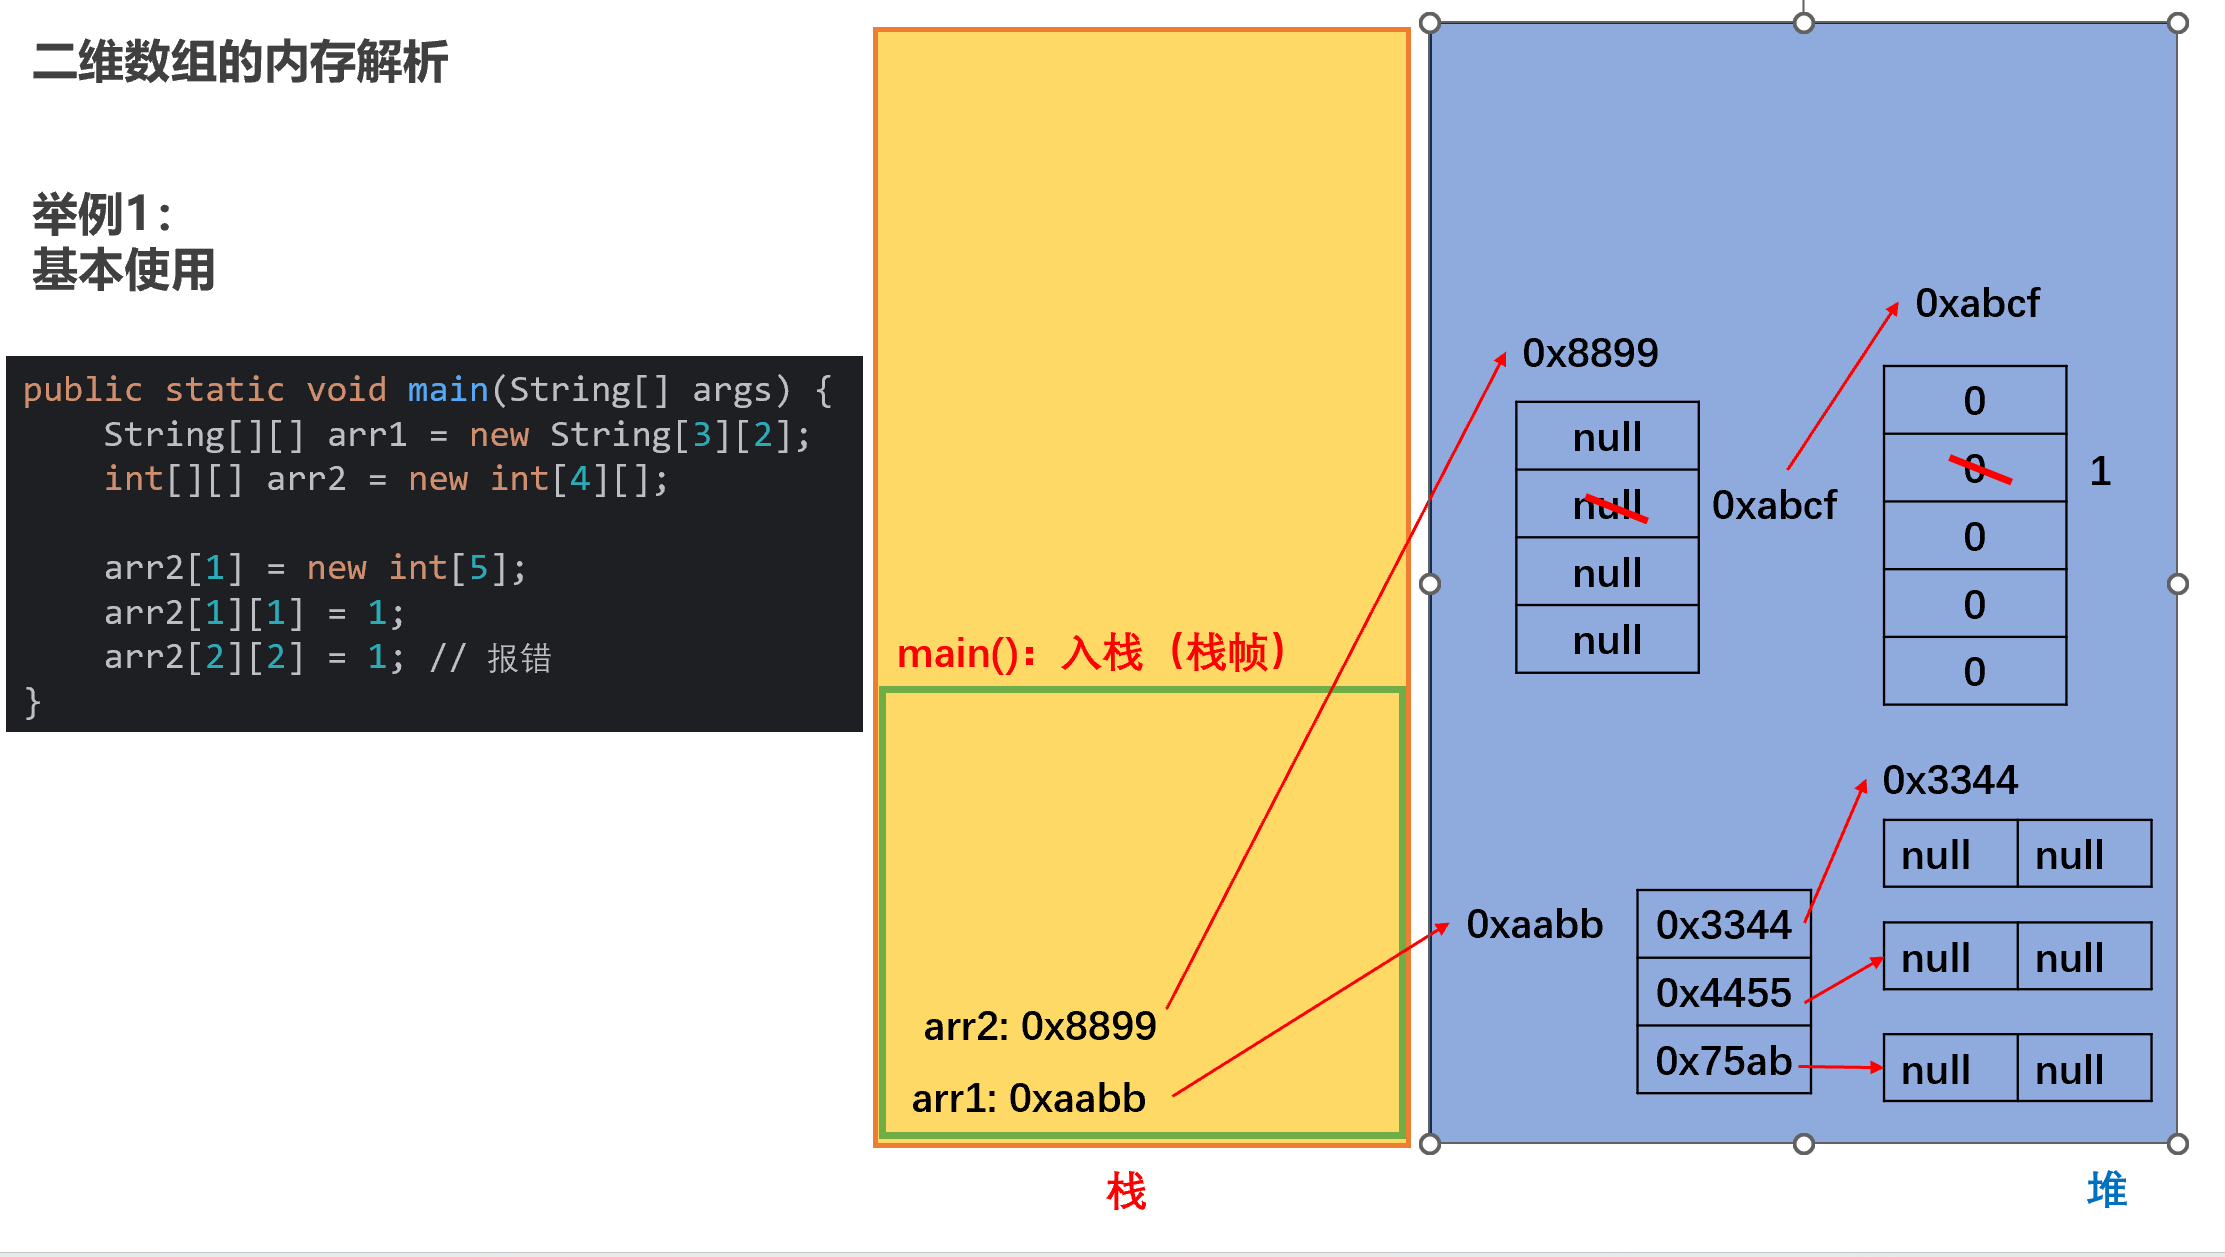 二维数组的内存解析
举例1：
基本使用
public static void main(String[] args) {
    String[][] arr1 = new String[3][2];
    int[][] arr2 = new int[4][];
    arr2[1] = new int[5];
    arr2[1][1] = 1;
    arr2[2][2] = 1; // 报错
}
main()：入栈（栈帧）
arr2: 0x8899
arr1: 0xaabb
栈
0x8899
null
null
0xabcf
null
null
0xabcf
0
0
1
0
0
0
0xaabb
0x3344
0x4455
0x75ab
0x3344
null null
null null
null null
堆